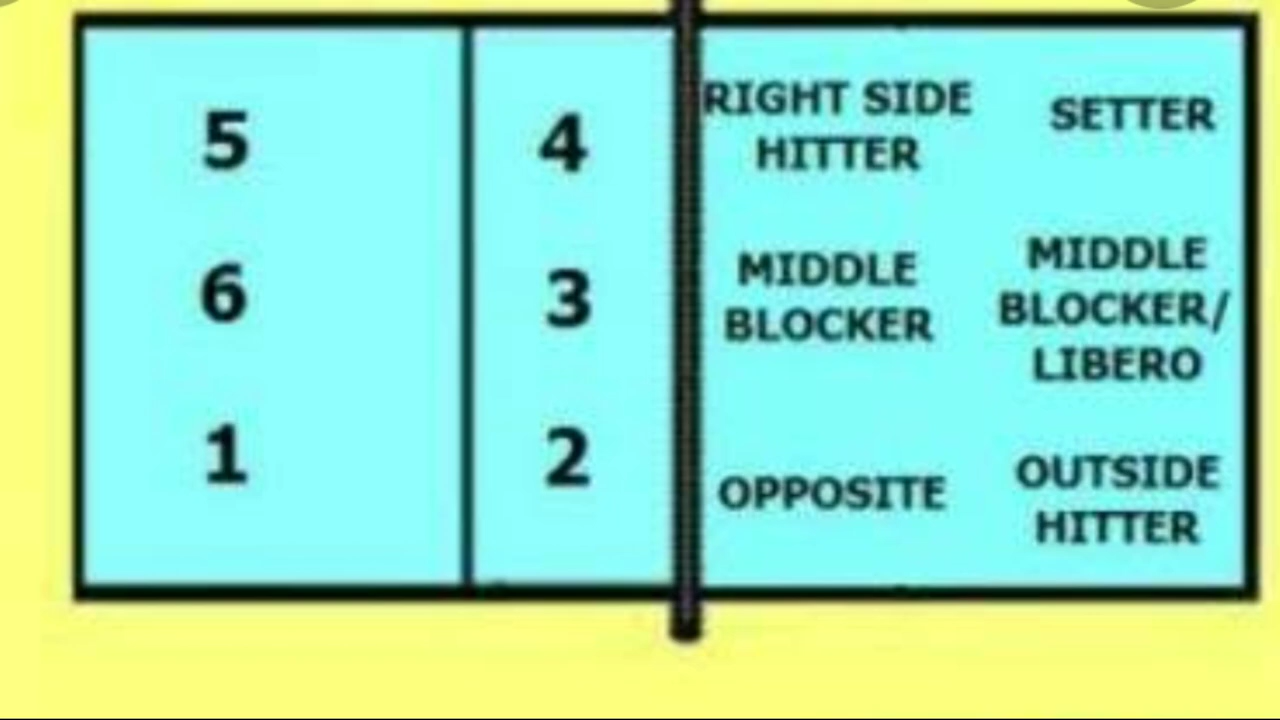 5
4
6
3
1
2
RIGHT SIDE
HITTER
SETTER
MIDDLE
BLOCKER
MIDDLE
BLOCKER/
LIBERO
OPPOSITE
OUTSIDE
HITTER